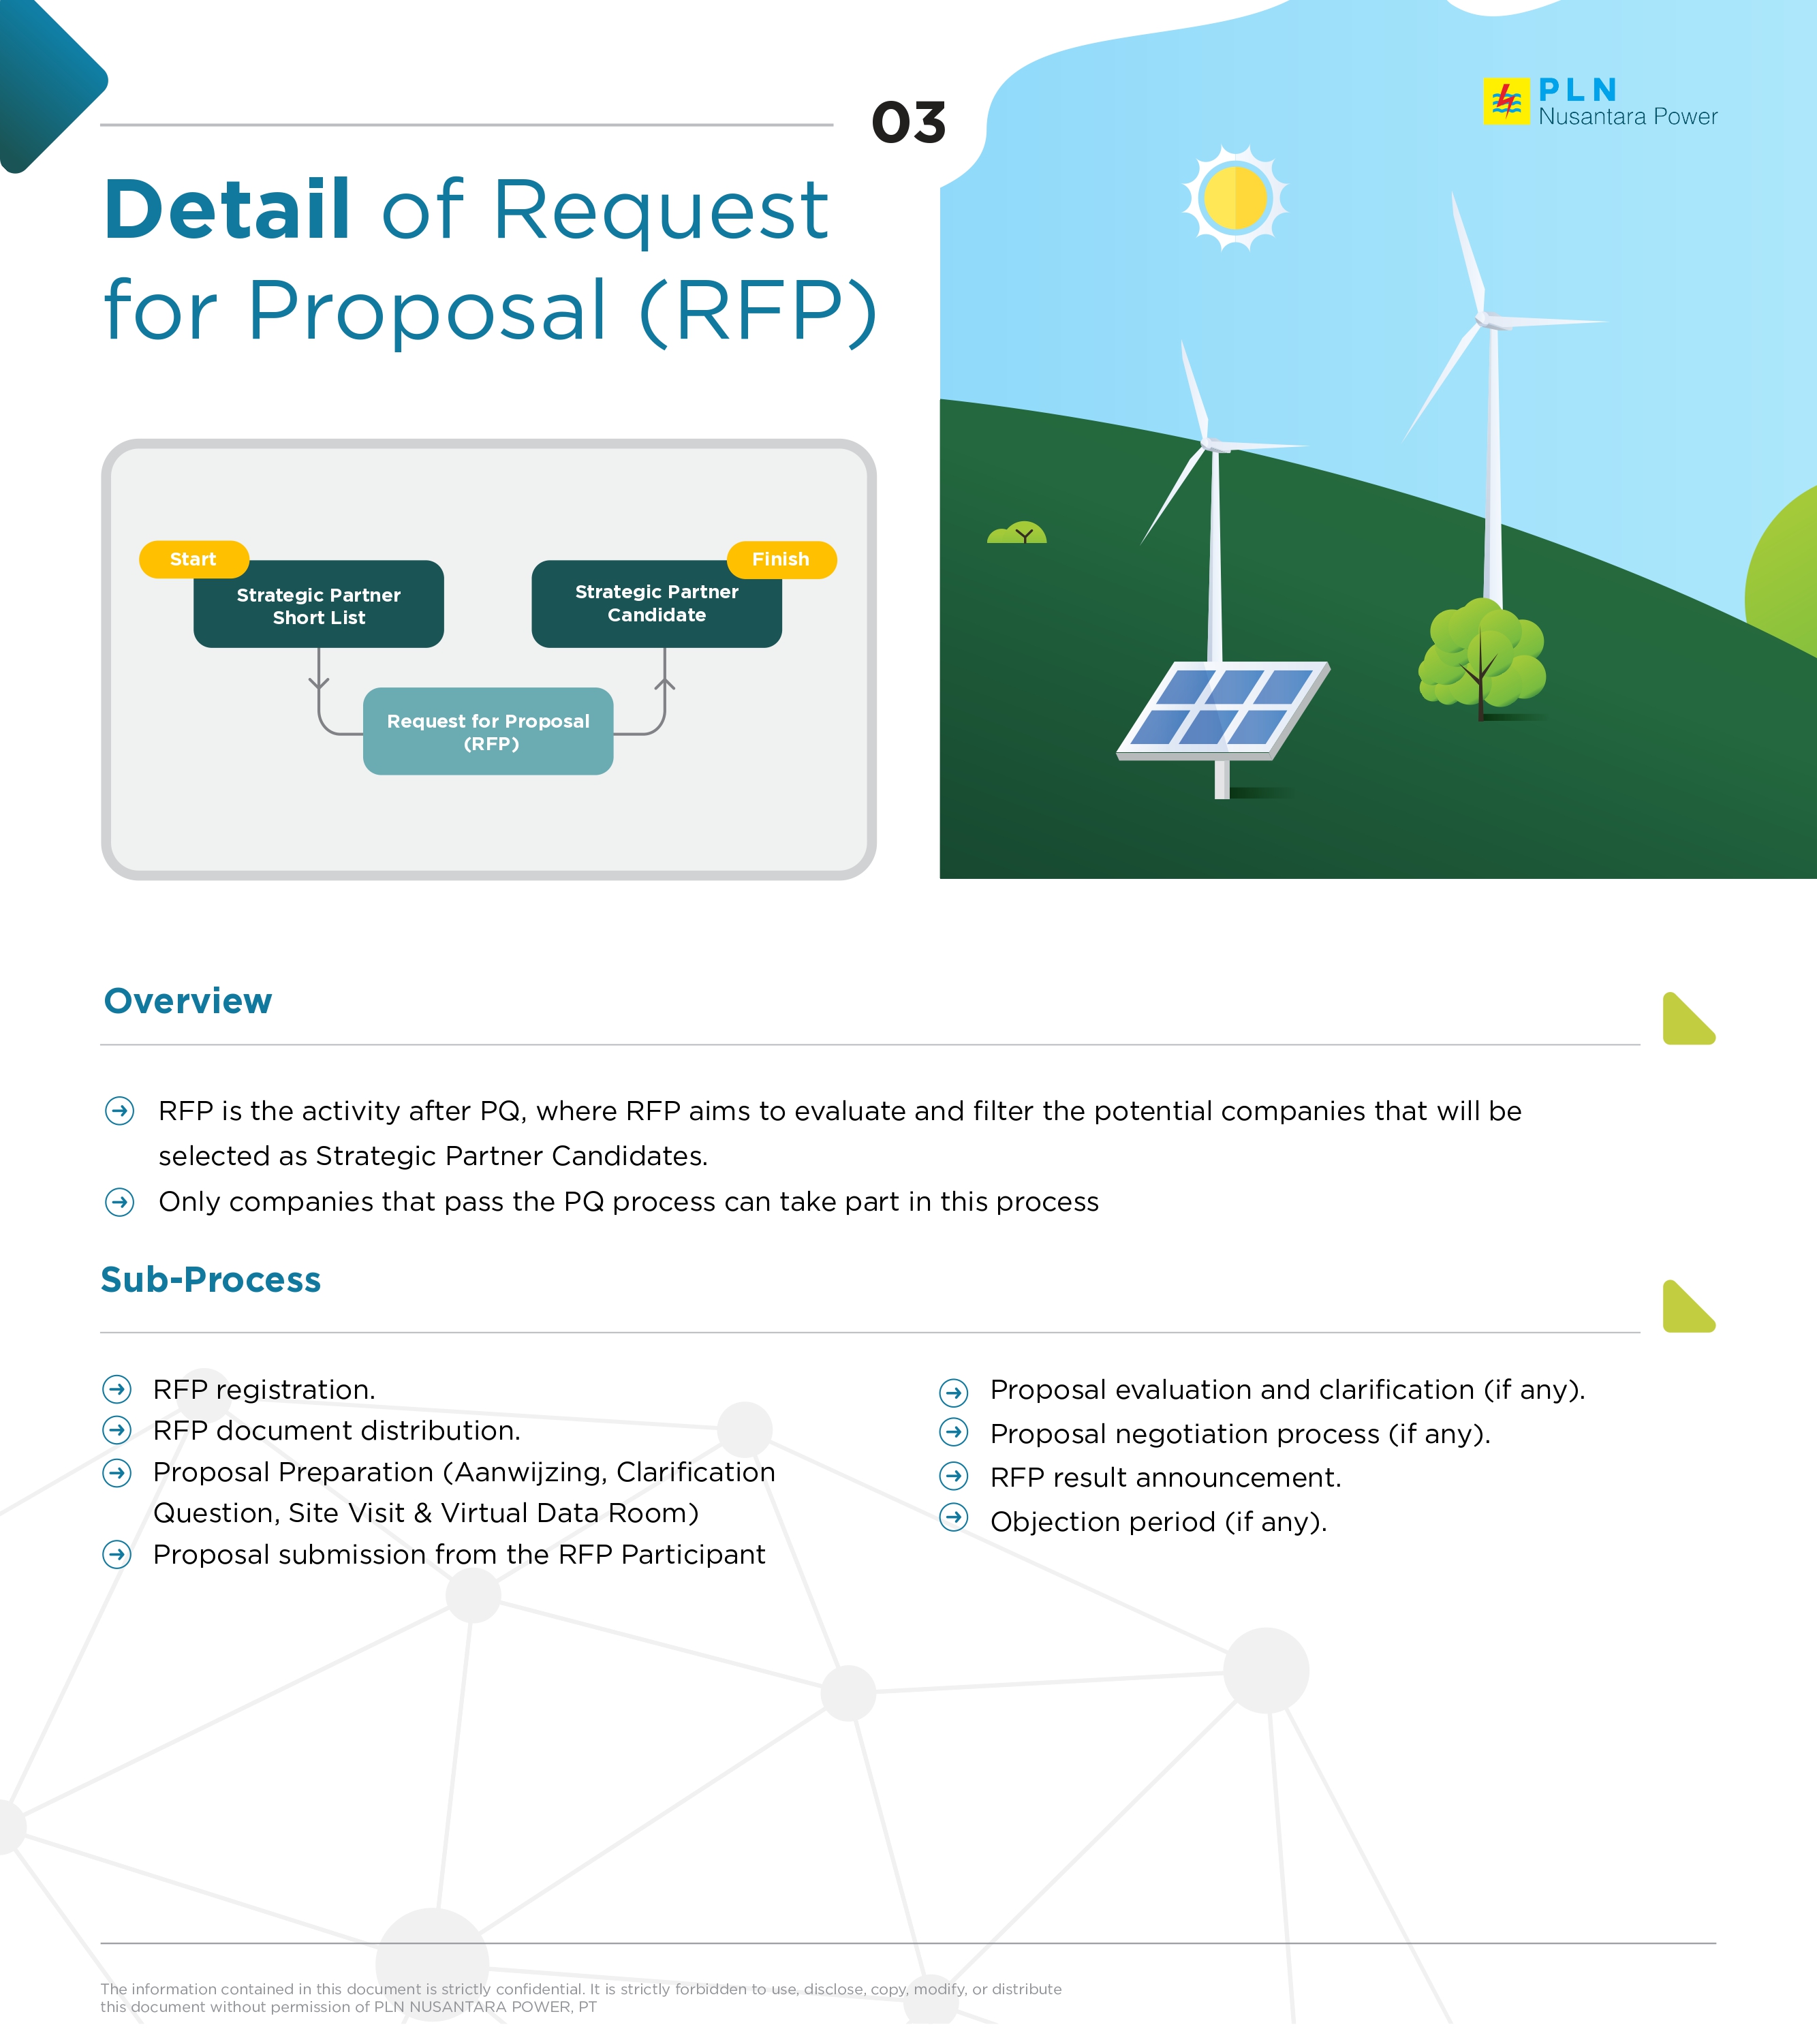 03
PLN
Nusantara Power
Detail of Request
for Proposal (RFP)
Start
Strategic Partner
Short List
Finish
Strategic Partner
Candidate
Request for Proposal
(RFP)
Overview
RFP is the activity after PQ, where RFP aims to evaluate and filter the potential companies that will be
selected as Strategic Partner Candidates.
Only companies that pass the PQ process can take part in this process
Sub-Process
RFP registration.
RFP document distribution.
Proposal Preparation (Aanwijzing, Clarification
Question, Site Visit & Virtual Data Room)
Proposal submission from the RFP Participant
Proposal evaluation and clarification (if any).
Proposal negotiation process (if any).
RFP result announcement.
Objection period (if any).
The information contained in this document is strictly confidential. It is strictly forbidden to use, disclose, copy, modify, or distribute
this document without permission of PLN NUSANTARA POWER, PT